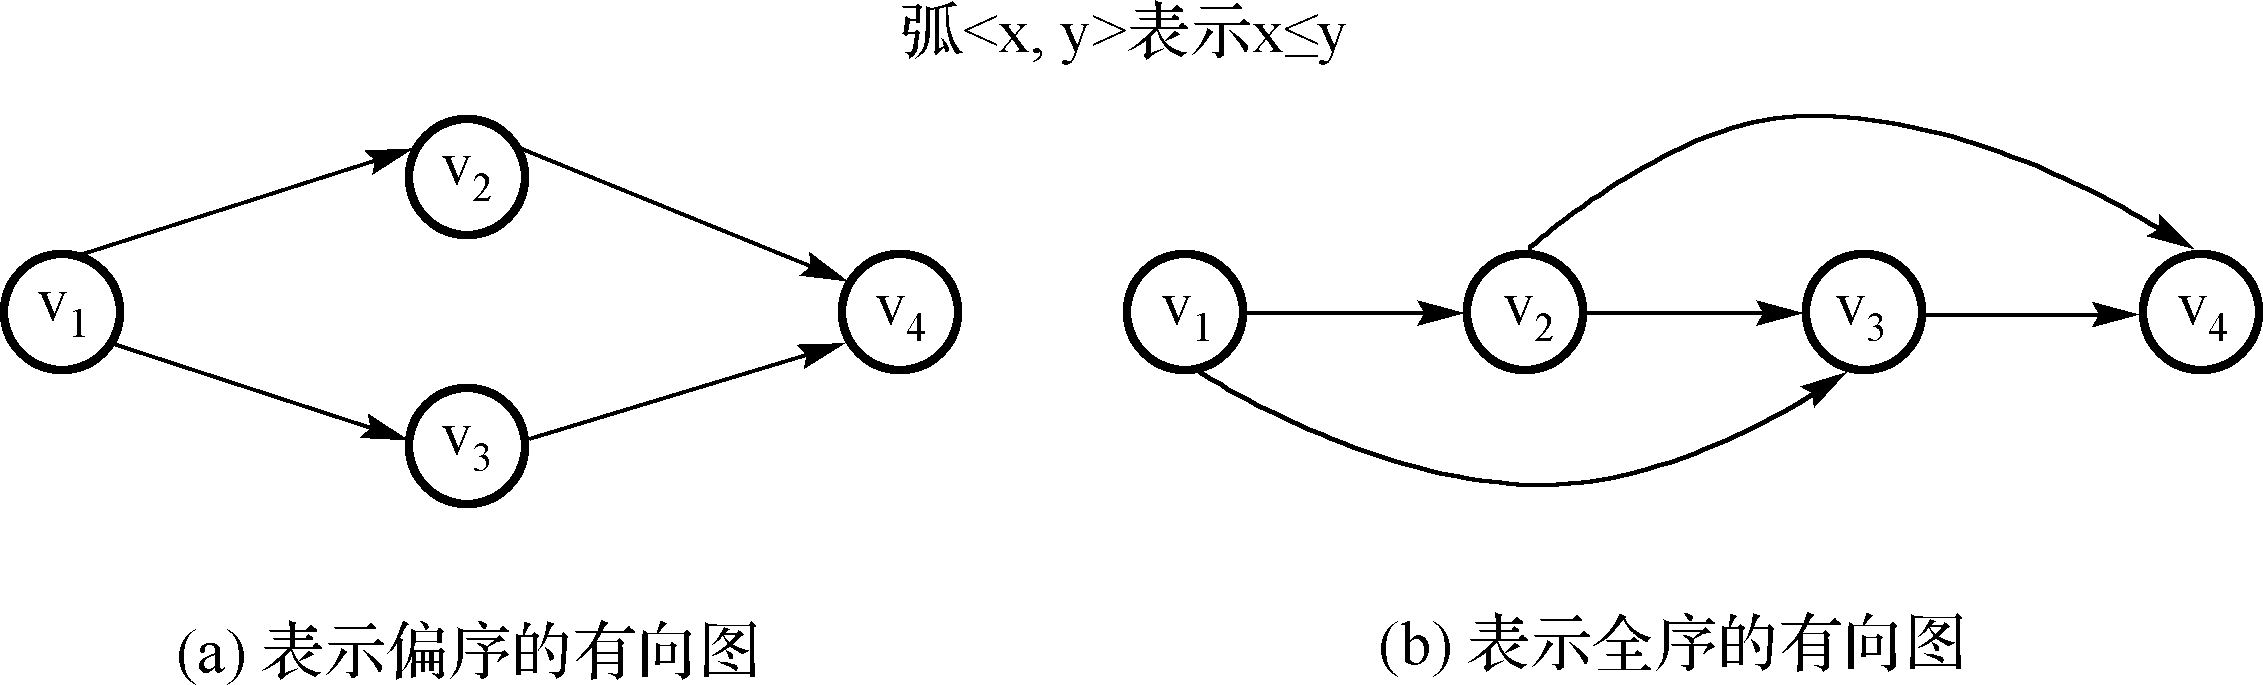 弧<x, y>表示x≤y
v2
v1
v4
v3
v1
v2
v3
v4
(a) 表示偏序的有向图
(b) 表示全序的有向图